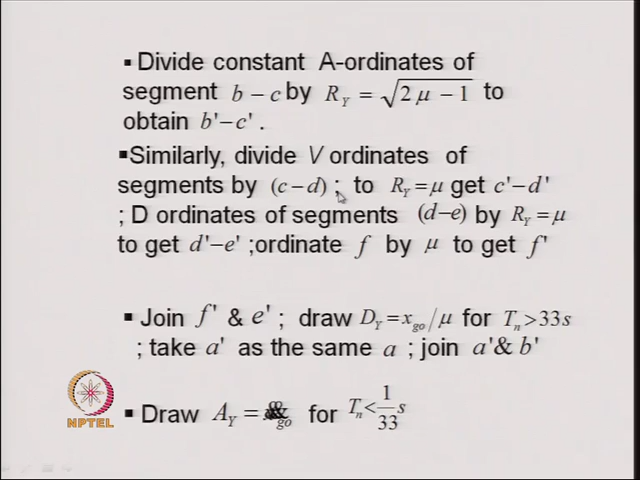 ▪ Divide constant A-ordinates of
segment b − c by R_Y = √(2μ − 1) to
obtain b' − c' .
▪Similarly, divide V ordinates of
segments by (c − d) ; to R_Y = μ get c' − d'
; D ordinates of segments (d − e) by R_Y = μ
to get d' − e' ;ordinate f by μ to get f'
▪ Join f' & e' ; draw D_Y = x_go/μ for T_n > 33s
; take a' as the same a ; join a' & b'
▪ Draw A_Y = _go for T_n < 1/33 s
NPTEL